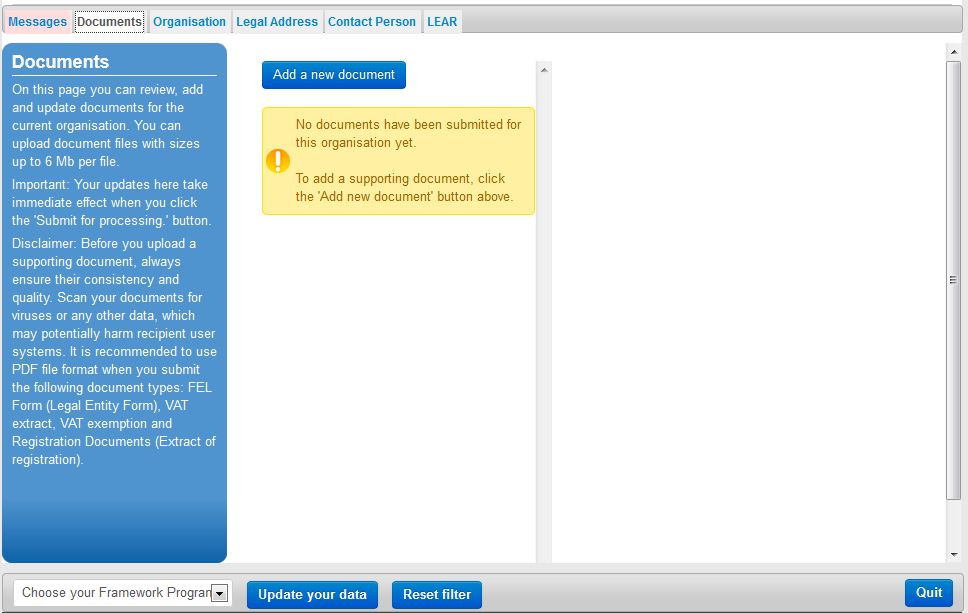 Messages Documents Organisation Legal Address Contact Person LEAR
Documents
On this page you can review, add
and update documents for the
current organisation. You can
upload document files with sizes
up to 6 Mb per file.
Important: Your updates here take
immediate effect when you click
the 'Submit for processing.' button.
Disclaimer: Before you upload a
supporting document, always
ensure their consistency and
quality. Scan your documents for
viruses or any other data, which
may potentially harm recipient user
systems. It is recommended to use
PDF file format when you submit
the following document types: FEL
Form (Legal Entity Form), VAT
extract, VAT exemption and
Registration Documents (Extract of
registration).
Add a new document
No documents have been submitted for
this organisation yet.
To add a supporting document, click
the 'Add new document' button above.
Choose your Framework Program Update your data Reset filter Quit